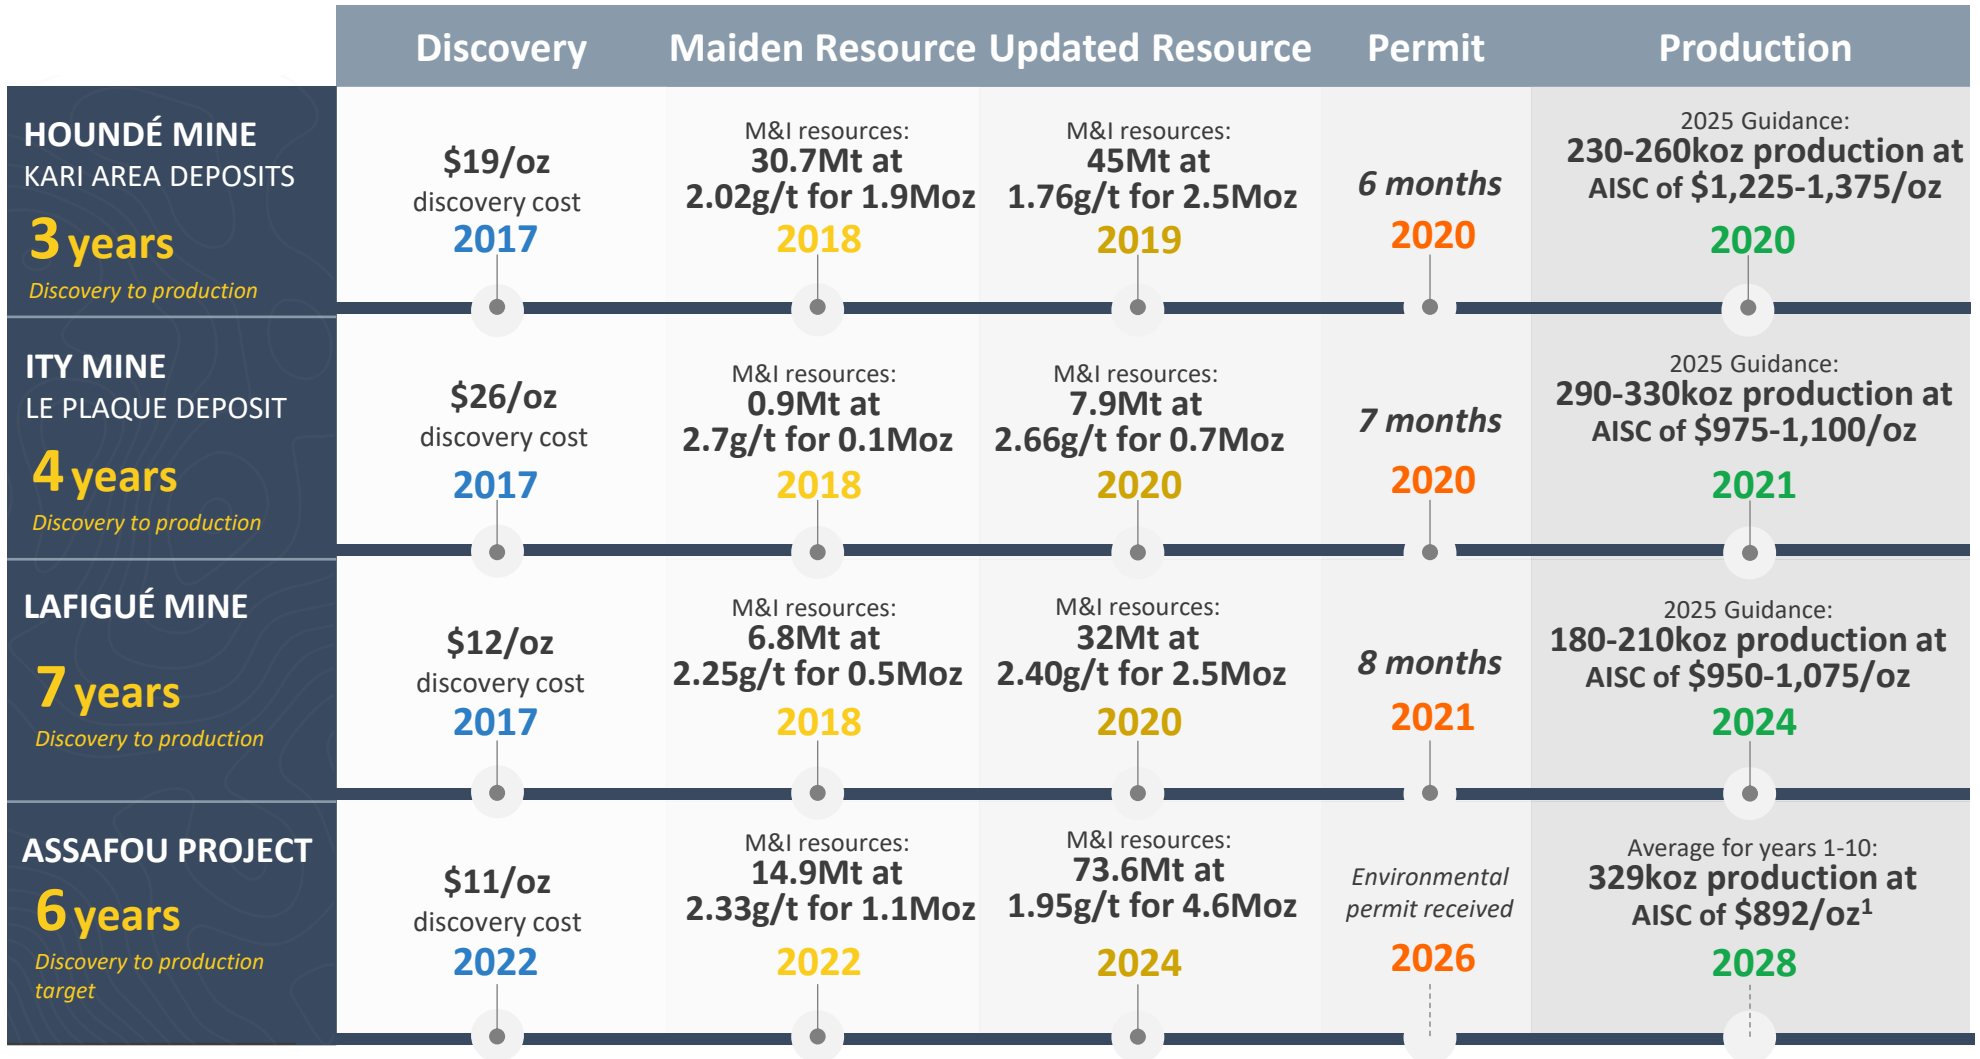 Discovery
Maiden Resource
Updated Resource
Permit
Production
HOUNDÉ MINE
KARI AREA DEPOSITS
3 years
Discovery to production
$19/oz
discovery cost
2017
M&I resources:
30.7Mt at
2.02g/t for 1.9Moz
2018
M&I resources:
45Mt at
1.76g/t for 2.5Moz
2019
6 months
2020
2025 Guidance:
230-260koz production at
AISC of $1,225-1,375/oz
2020
ITY MINE
LE PLAQUE DEPOSIT
4 years
Discovery to production
$26/oz
discovery cost
2017
M&I resources:
0.9Mt at
2.7g/t for 0.1Moz
2018
M&I resources:
7.9Mt at
2.66g/t for 0.7Moz
2020
7 months
2020
2025 Guidance:
290-330koz production at
AISC of $975-1,100/oz
2021
LAFIGUÉ MINE
7 years
Discovery to production
$12/oz
discovery cost
2017
M&I resources:
6.8Mt at
2.25g/t for 0.5Moz
2018
M&I resources:
32Mt at
2.40g/t for 2.5Moz
2020
8 months
2021
2025 Guidance:
180-210koz production at
AISC of $950-1,075/oz
2024
ASSAFOU PROJECT
6 years
Discovery to production
target
$11/oz
discovery cost
2022
M&I resources:
14.9Mt at
2.33g/t for 1.1Moz
2022
M&I resources:
73.6Mt at
1.95g/t for 4.6Moz
2024
Environmental
permit received
2026
Average for years 1-10:
329koz production at
AISC of $892/oz¹
2028